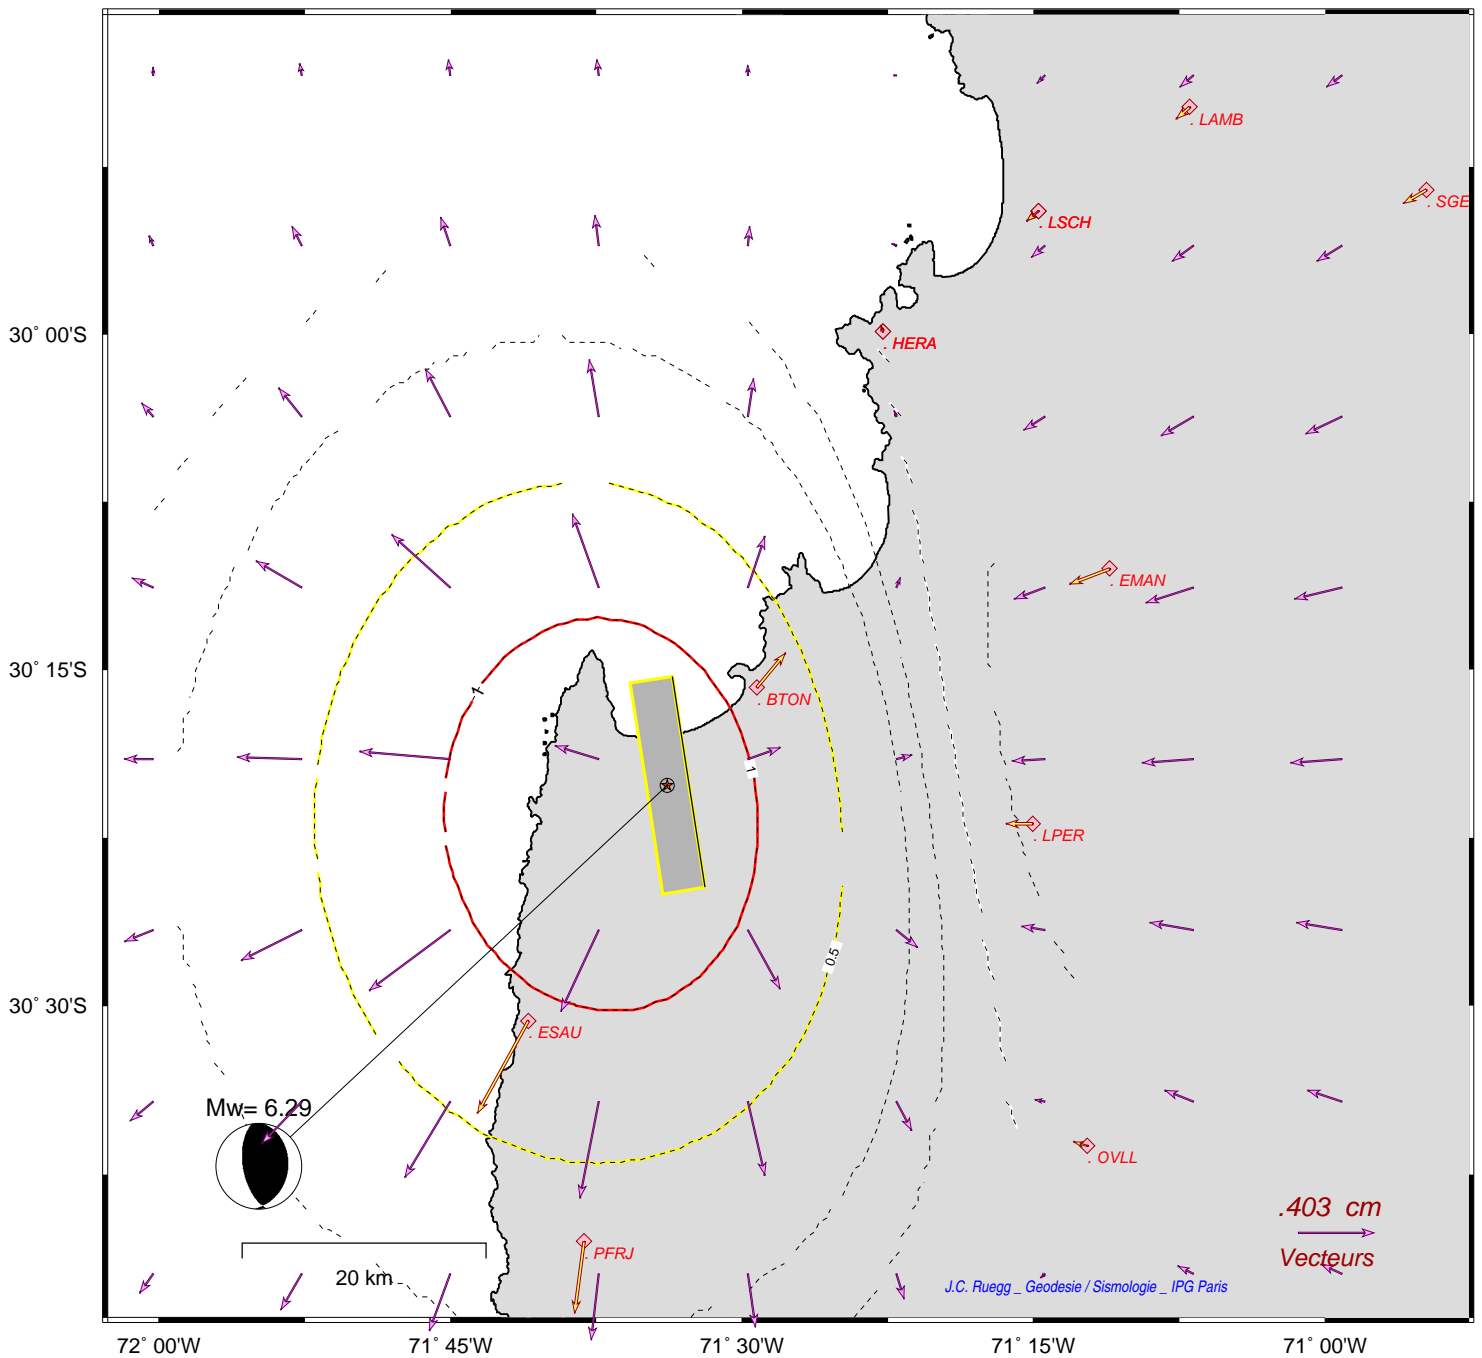 . LAMB
. SGE
. LSCH
30° 00'S
. HERA
. EMAN
30° 15'S
1
. BTON
1
. LPER
0.5
30° 30'S
. ESAU
Mw= 6.29
. OVLL
.403 cm
. PFRJ
Vecteurs
20 km
J.C. Ruegg _ Geodesie / Sismologie _ IPG Paris
72° 00'W
71° 45'W
71° 30'W
71° 15'W
71° 00'W